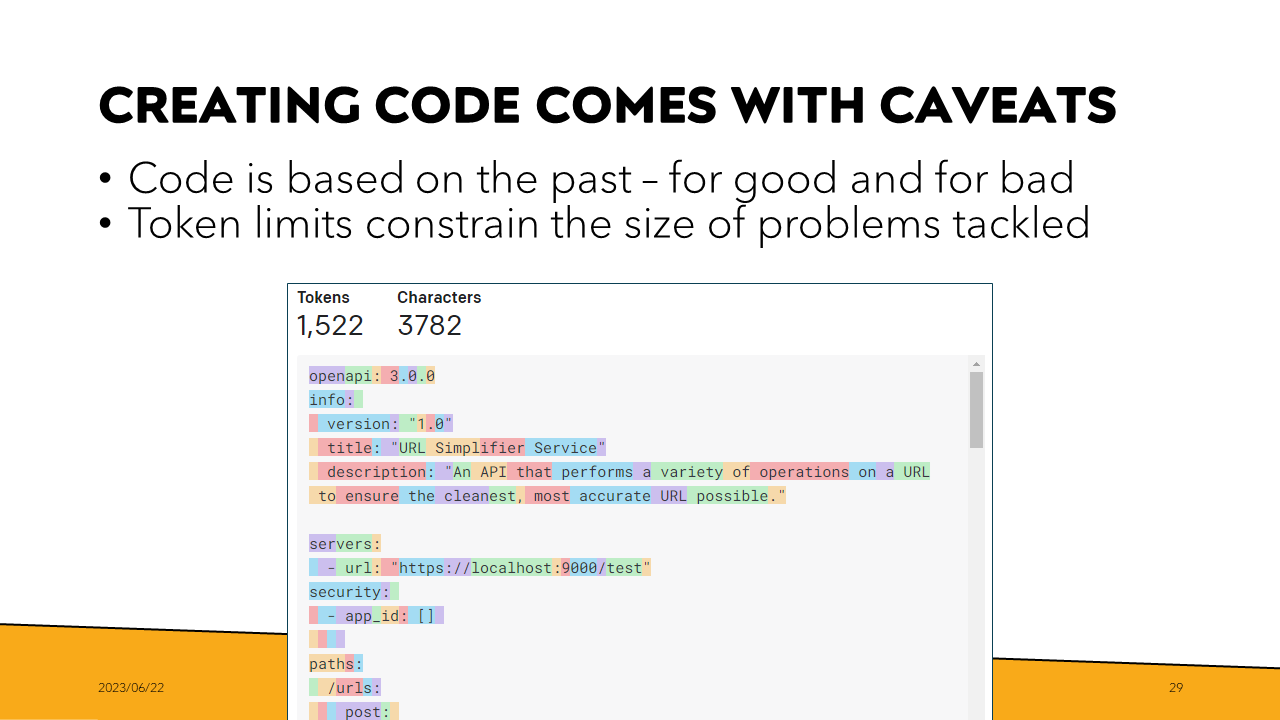 CREATING CODE COMES WITH CAVEATS
• Code is based on the past – for good and for bad
• Token limits constrain the size of problems tackled
Tokens Characters
1,522 3782
openapi: 3.0.0
info:
  version: "1.0"
  title: "URL Simplifier Service"
  description: "An API that performs a variety of operations on a URL
 to ensure the cleanest, most accurate URL possible."
servers:
  - url: "https://localhost:9000/test"
security:
  - app_id: []
paths:
  /urls:
    post:
2023/06/22
29